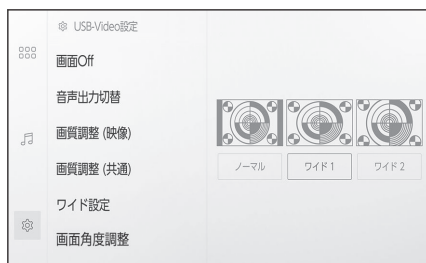 USB-Video設定
画面Off
音声出力切替
画質調整 (映像)
画質調整 (共通)
ワイド設定
画面角度調整
ノーマル
ワイド 1
ワイド 2